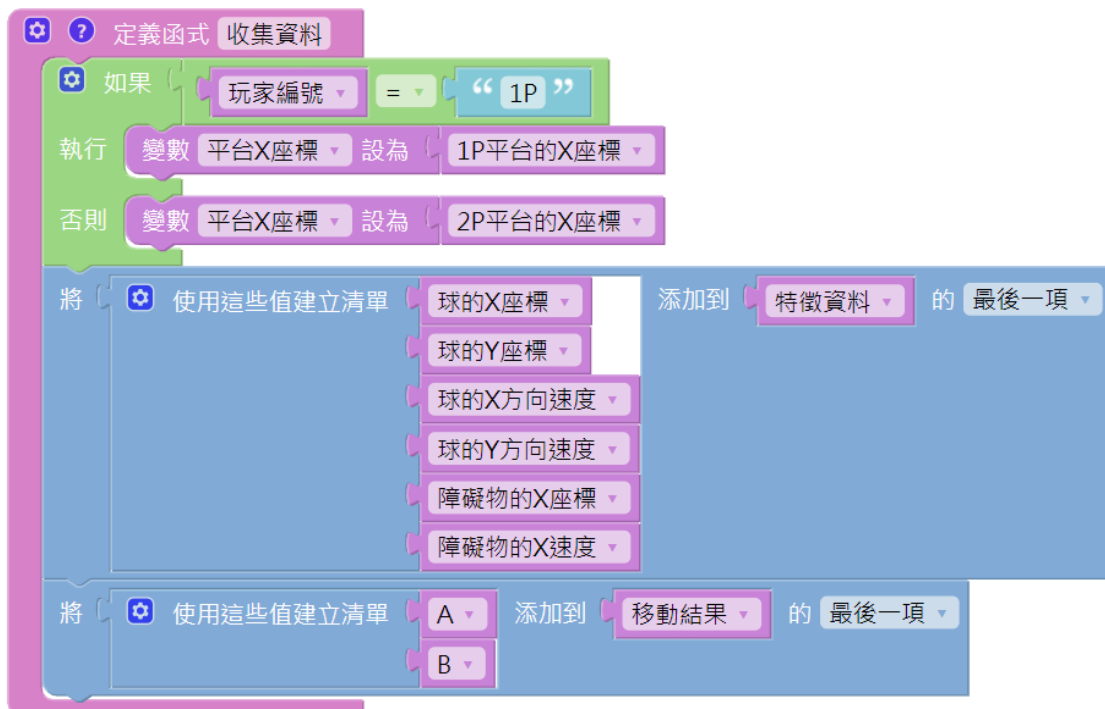 ? 定義函式 收集資料
如果 玩家編號 = “ 1P ”
執行 變數 平台X座標 設為 1P平台的X座標
否則 變數 平台X座標 設為 2P平台的X座標
將 使用這些值建立清單 球的X座標 添加到 特徵資料 的 最後一項
球的Y座標
球的X方向速度
球的Y方向速度
障礙物的X座標
障礙物的X速度
將 使用這些值建立清單 A 添加到 移動結果 的 最後一項
B